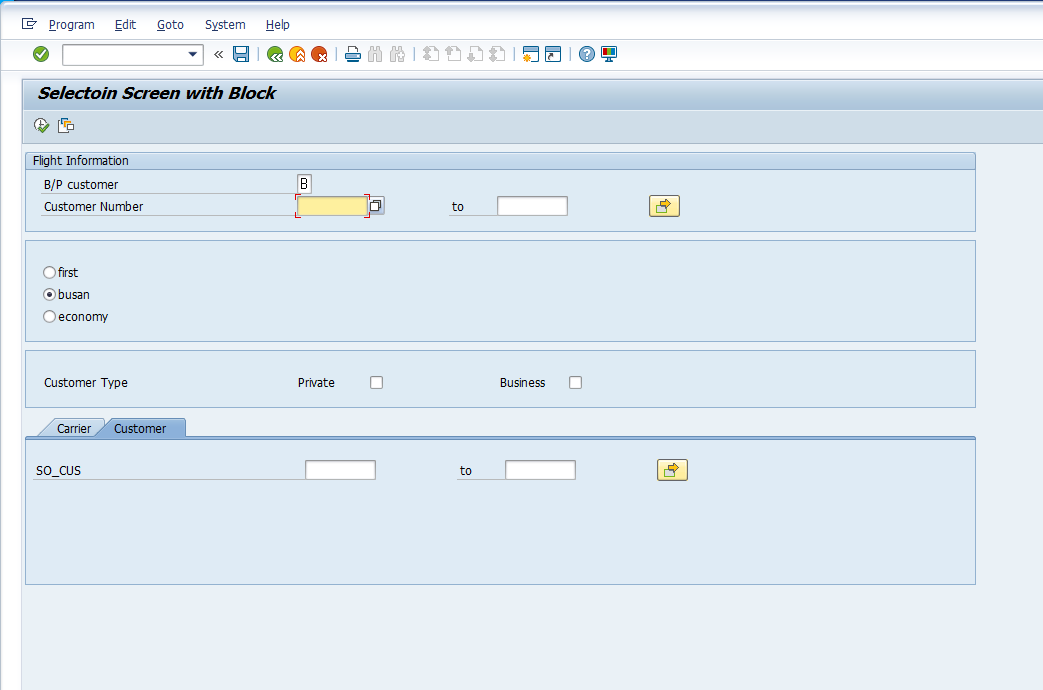 Program Edit Goto System Help
Selectoin Screen with Block
Flight Information
B/P customer B
Customer Number to
first
busan
economy
Customer Type Private Business
Carrier Customer
SO_CUS to